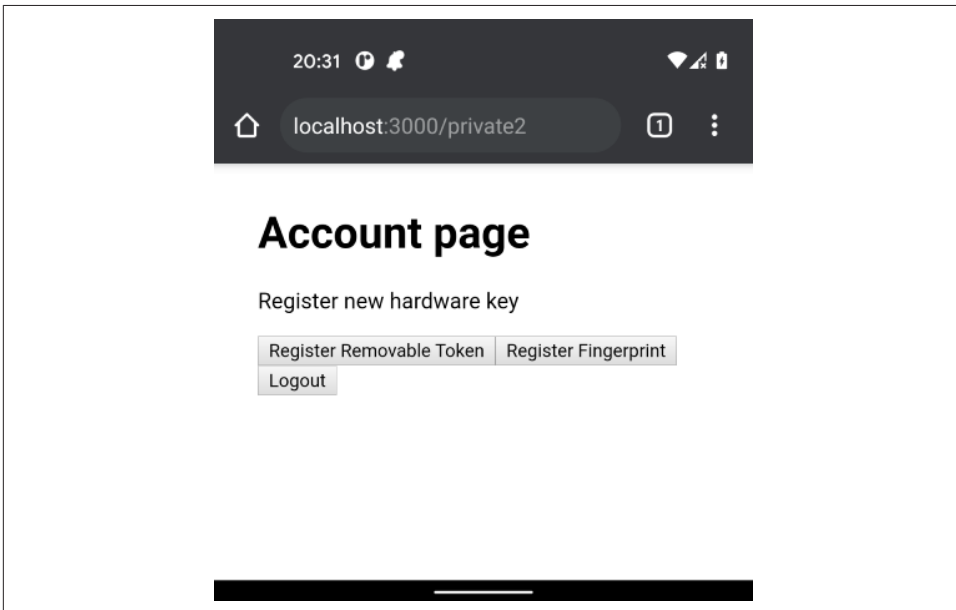 20:31
localhost:3000/private2
1
Account page
Register new hardware key
Register Removable Token Register Fingerprint
Logout